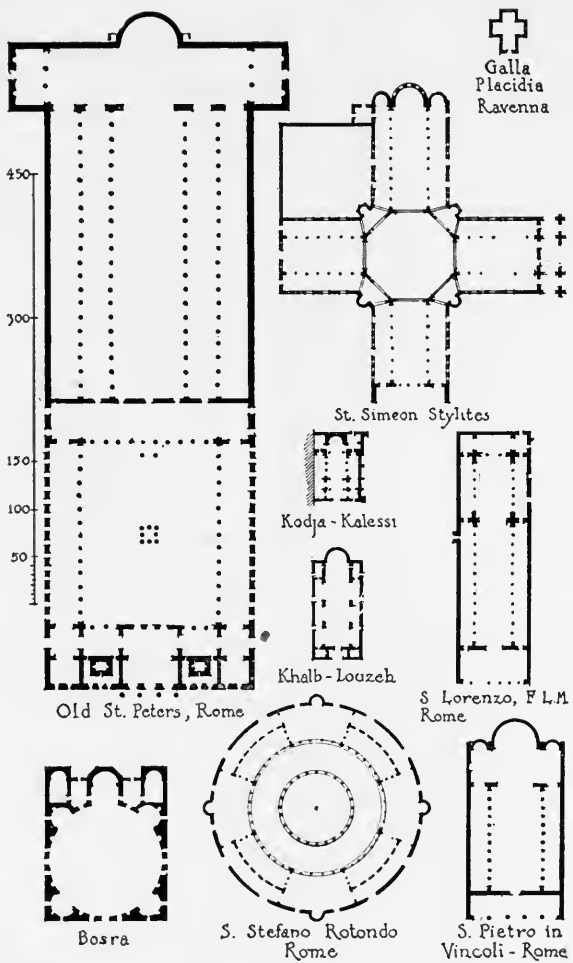 Galla
Placidia
Ravenna
450
300
150
100
50
St. Simeon Stylites
Kodja-Kalessi
Khalb-Louzeh
Old St. Peters, Rome
S Lorenzo, F L.M
Rome
Bosra
S. Stefano Rotondo
Rome
S. Pietro in
Vincoli - Rome